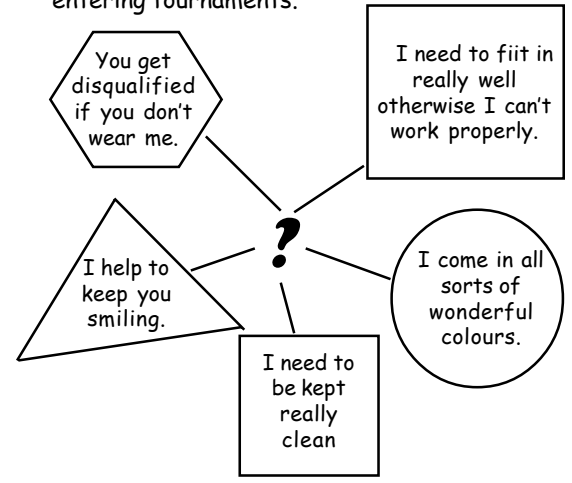 entering tournaments.
You get
disqualified
if you don't
wear me.
I need to fiit in
really well
otherwise I can't
work properly.
?
I help to
keep you
smiling.
I come in all
sorts of
wonderful
colours.
I need to
be kept
really
clean